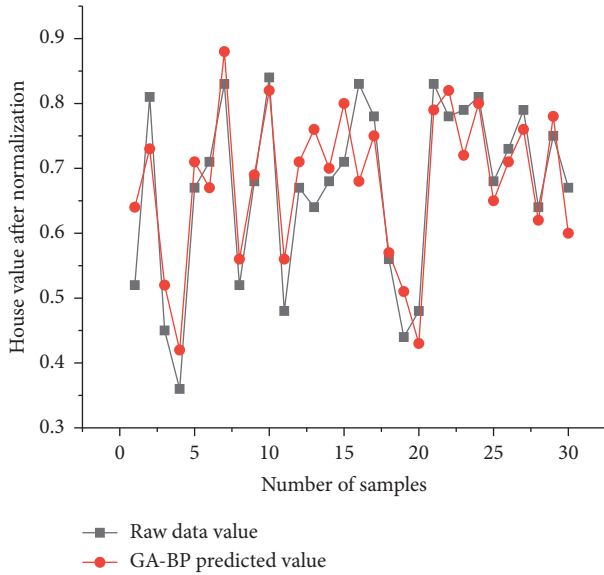 0.9
0.8
0.7
0.6
0.5
0.4
0.3
House value after normalization
0 5 10 15 20 25 30
Number of samples
Raw data value
GA-BP predicted value